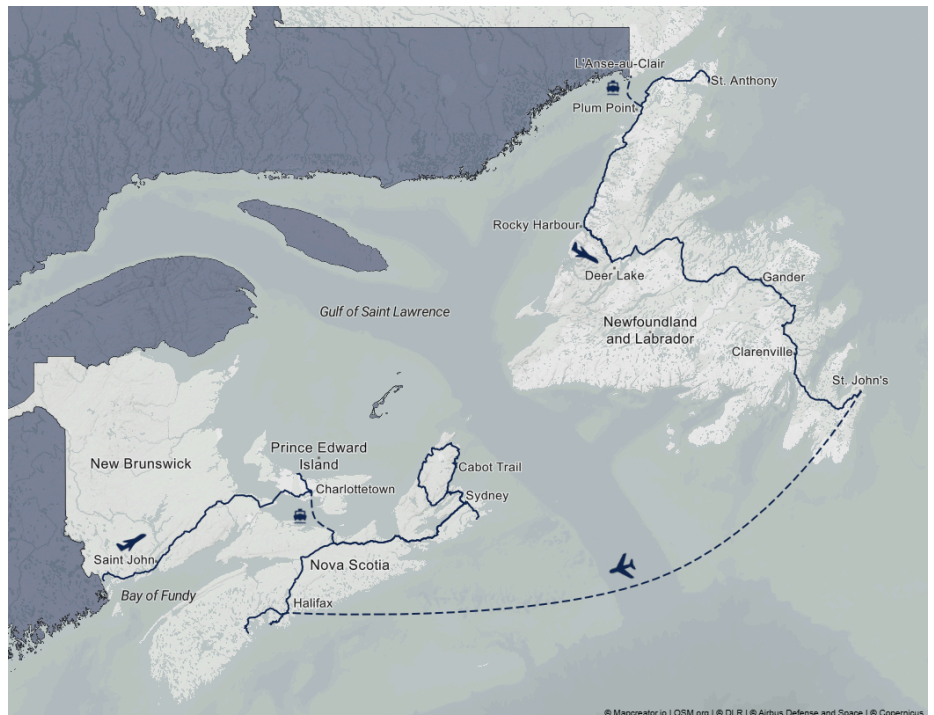 L'Anse-au-Clair
St. Anthony
Plum Point
Rocky Harbour
Deer Lake
Gander
Gulf of Saint Lawrence
Newfoundland
and Labrador
Clarenville
St. John's
Prince Edward
Island
New Brunswick
Cabot Trail
Charlottetown
Sydney
Saint John
Nova Scotia
Bay of Fundy
Halifax
© Mapcreator.io | OSM.org | © DLR | © Airbus Defense and Space | © Copernicus